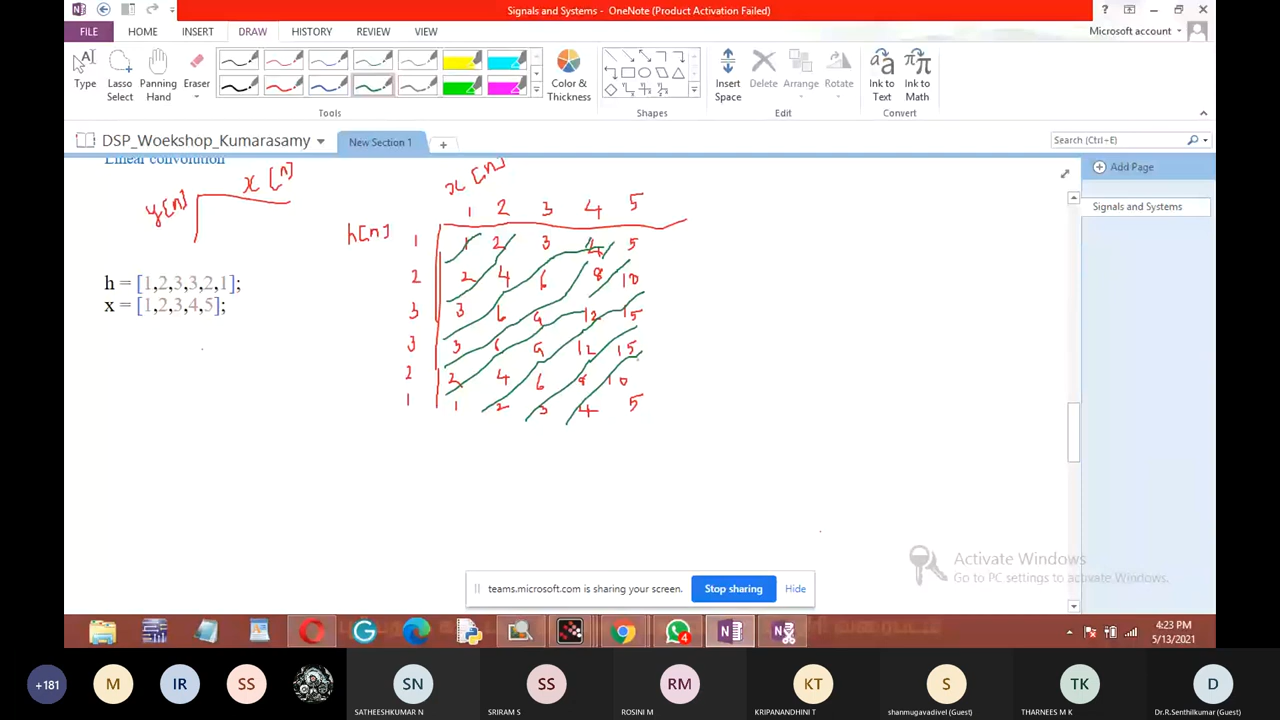 Signals and Systems - OneNote (Product Activation Failed)
FILE HOME INSERT DRAW HISTORY REVIEW VIEW
Microsoft account
Type Lasso Select Panning Hand Eraser
Color & Thickness
Insert Space Delete Arrange Rotate Ink to Text Ink to Math
Tools Shapes Edit Convert
DSP_Woekshop_Kumarasamy New Section 1 +
Search (Ctrl+E)
Add Page
Signals and Systems
Linear convolution
x[n]
y[n]
h = [1,2,3,3,2,1];
x = [1,2,3,4,5];
x[n]
1 2 3 4 5
h[n]
1 1 2 3 4 5
2 2 4 6 8 10
3 3 6 9 12 15
3 3 6 9 12 15
2 2 4 6 8 10
1 1 2 3 4 5
Activate Windows
Go to PC settings to activate Windows.
teams.microsoft.com is sharing your screen. Stop sharing Hide
4
4:23 PM
5/13/2021
+181 M IR SS SN SS RM KT S TK D
SATHEESHKUMAR N SRIRAM S ROSINI M KRIPANANDHINI T shanmugavadivel (Guest) THARNEES M K Dr.R.Senthilkumar (Guest)